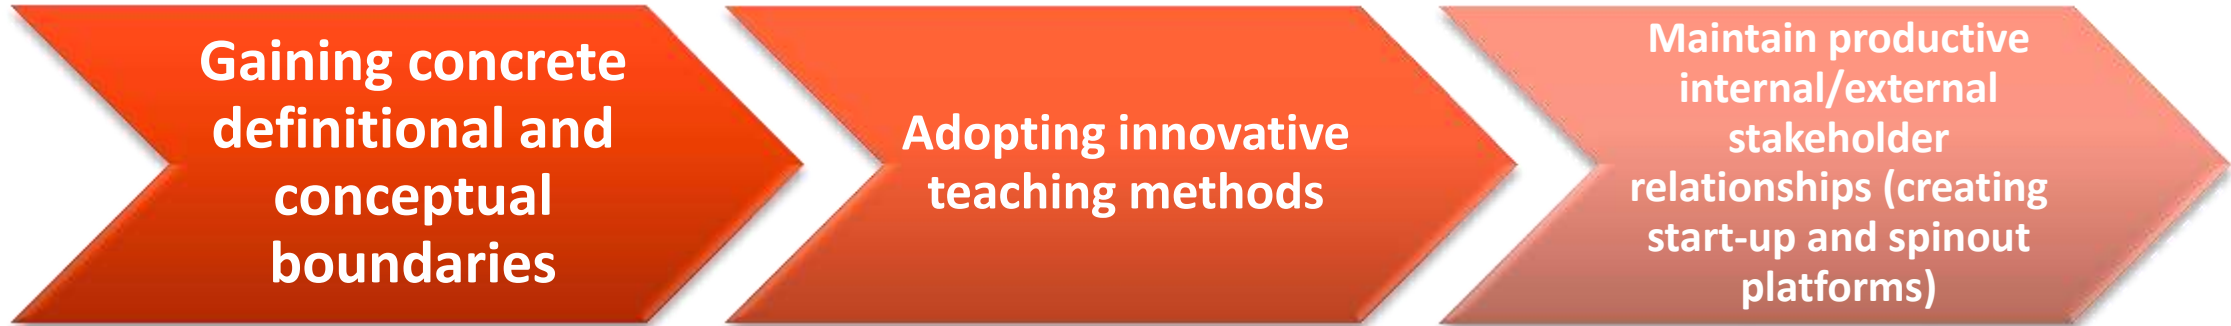 Gaining concrete
definitional and
conceptual
boundaries
Adopting innovative
teaching methods
Maintain productive
internal/external
stakeholder
relationships (creating
start-up and spinout
platforms)